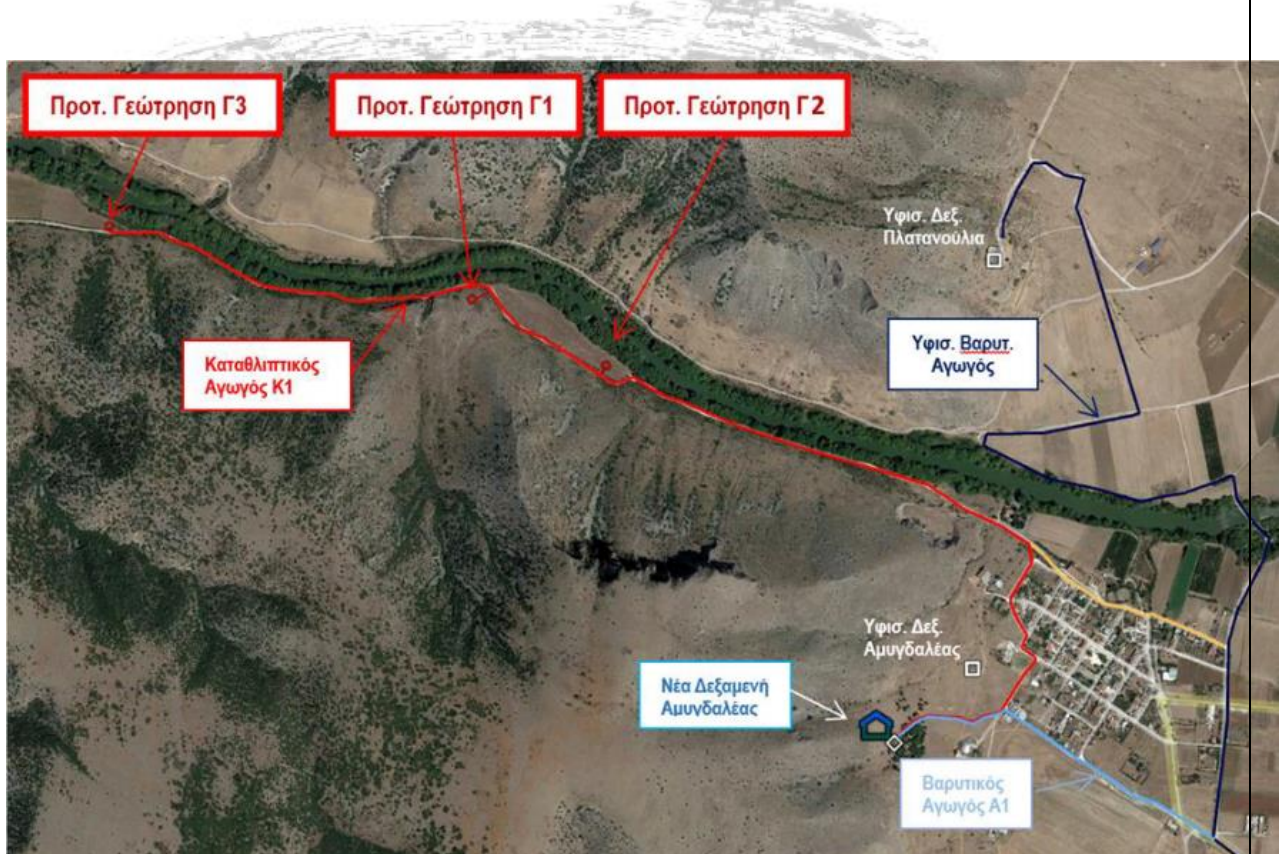 Προτ. Γεώτρηση Γ3
Προτ. Γεώτρηση Γ1
Προτ. Γεώτρηση Γ2
Υφισ. Δεξ.
Πλατανούλια
Υφισ. Βαρυτ.
Αγωγός
Καταθλιπτικός
Αγωγός Κ1
Υφισ. Δεξ.
Αμυγδαλέας
Νέα Δεξαμενή
Αμυγδαλέας
Βαρυτικός
Αγωγός Α1